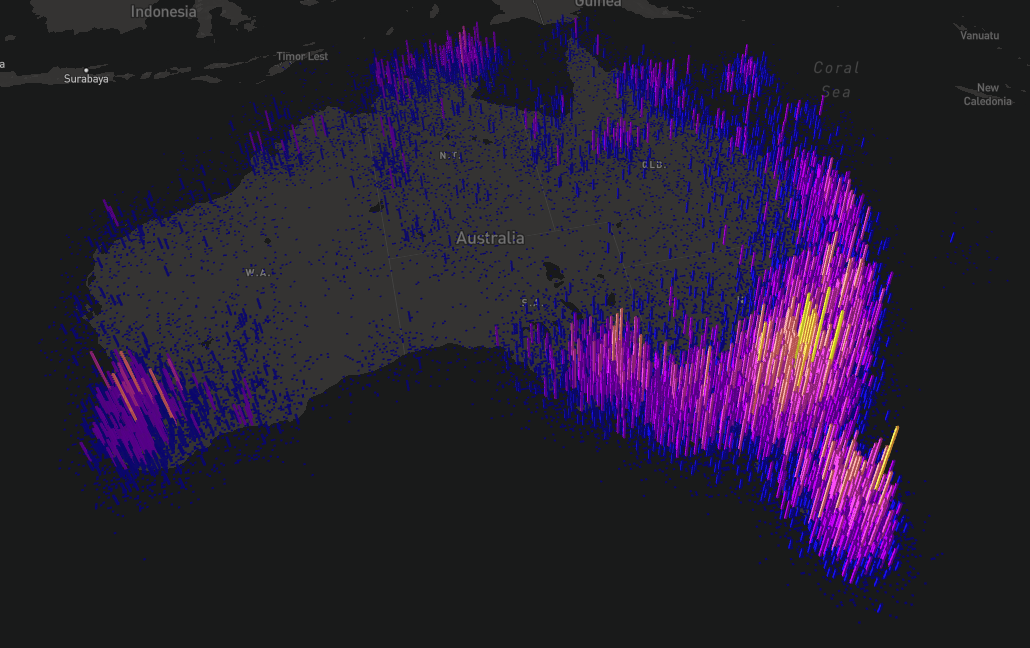 Indonesia
Guinea
Vanuatu
Timor Lest
a
Surabaya
Coral
Sea
New
Caledonia
N.T.
QLD.
Australia
W.A.